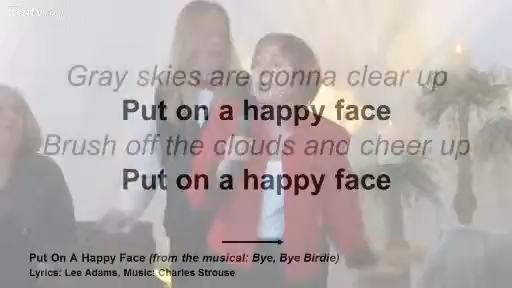 Gray skies are gonna clear up
Put on a happy face
Brush off the clouds and cheer up
Put on a happy face
Put On A Happy Face (from the musical: Bye, Bye Birdie)
Lyrics: Lee Adams, Music: Charles Strouse